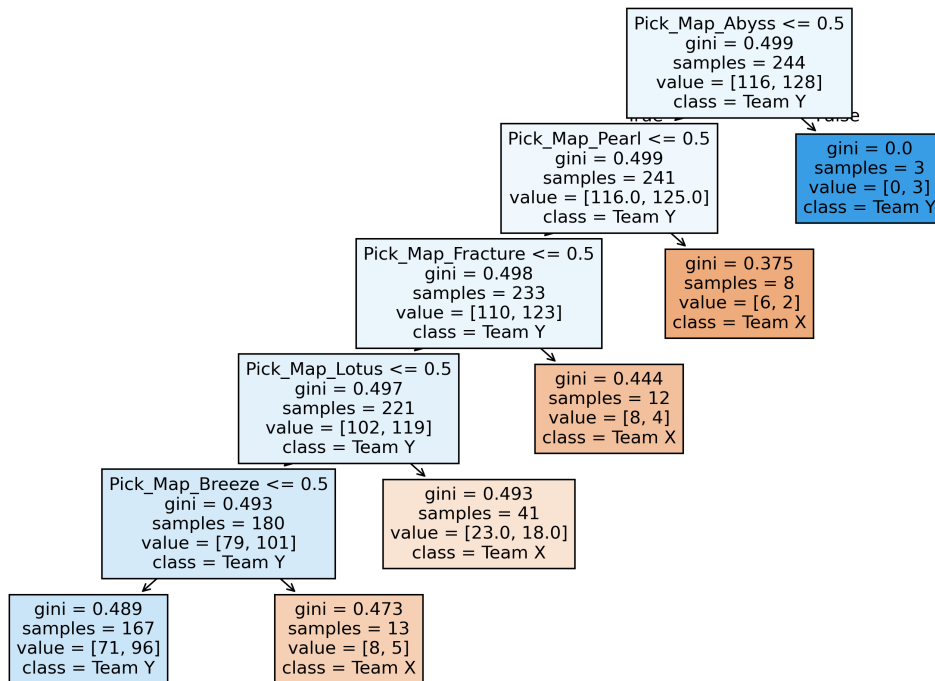 Pick_Map_Abyss <= 0.5
gini = 0.499
samples = 244
value = [116, 128]
class = Team Y
Pick_Map_Pearl <= 0.5
gini = 0.499
samples = 241
value = [116.0, 125.0]
class = Team Y
gini = 0.0
samples = 3
value = [0, 3]
class = Team Y
Pick_Map_Fracture <= 0.5
gini = 0.498
samples = 233
value = [110, 123]
class = Team Y
gini = 0.375
samples = 8
value = [6, 2]
class = Team X
Pick_Map_Lotus <= 0.5
gini = 0.497
samples = 221
value = [102, 119]
class = Team Y
gini = 0.444
samples = 12
value = [8, 4]
class = Team X
Pick_Map_Breeze <= 0.5
gini = 0.493
samples = 180
value = [79, 101]
class = Team Y
gini = 0.493
samples = 41
value = [23.0, 18.0]
class = Team X
gini = 0.489
samples = 167
value = [71, 96]
class = Team Y
gini = 0.473
samples = 13
value = [8, 5]
class = Team X